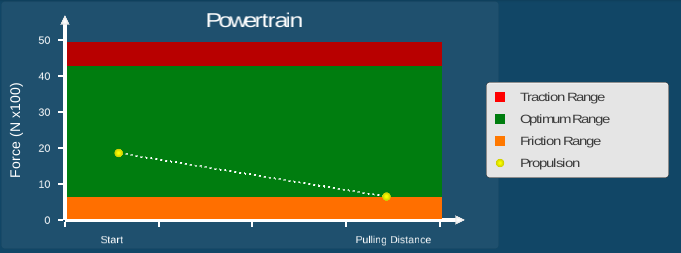 Powertrain
Force (N x100)
50
40
30
20
10
0
Start
Pulling Distance
Traction Range
Optimum Range
Friction Range
Propulsion